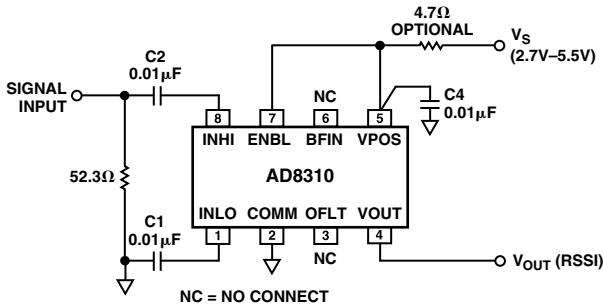 4.7Ω
OPTIONAL
VS
(2.7V–5.5V)
C2
0.01μF
SIGNAL
INPUT
NC
C4
0.01μF
8
7
6
5
INHI
ENBL
BFIN
VPOS
52.3Ω
AD8310
C1
0.01μF
INLO
COMM
OFLT
VOUT
1
2
3
4
NC
VOUT (RSSI)
NC = NO CONNECT